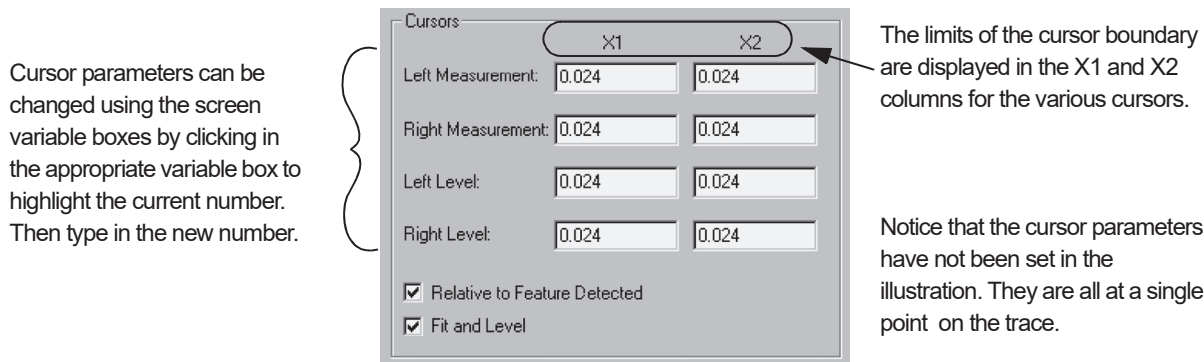 Cursor parameters can be
changed using the screen
variable boxes by clicking in
the appropriate variable box to
highlight the current number.
Then type in the new number.
Cursors
X1 X2
Left Measurement: 0.024 0.024
Right Measurement: 0.024 0.024
Left Level: 0.024 0.024
Right Level: 0.024 0.024
Relative to Feature Detected
Fit and Level
The limits of the cursor boundary
are displayed in the X1 and X2
columns for the various cursors.
Notice that the cursor parameters
have not been set in the
illustration. They are all at a single
point on the trace.